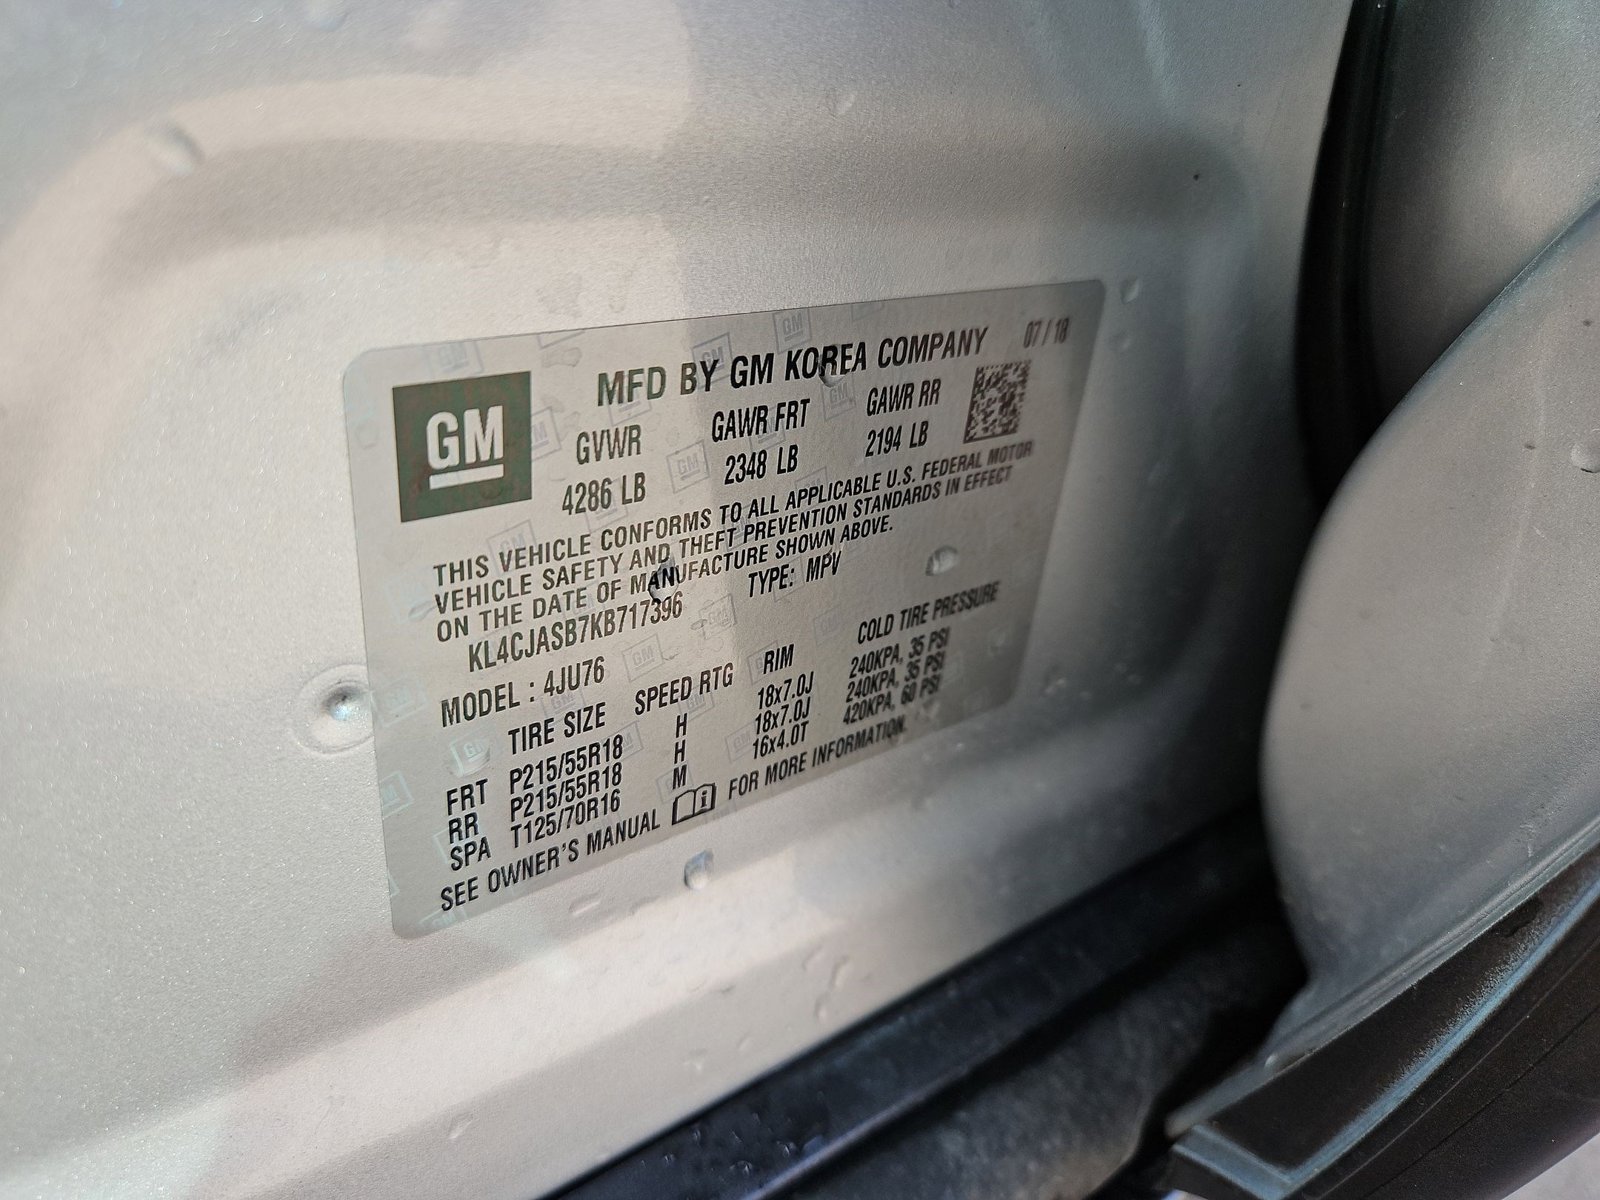 GM
MFD BY GM KOREA COMPANY 07 / 18
GVWR GAWR FRT GAWR RR
4286 LB 2348 LB 2194 LB
THIS VEHICLE CONFORMS TO ALL APPLICABLE U.S. FEDERAL MOTOR
VEHICLE SAFETY AND THEFT PREVENTION STANDARDS IN EFFECT
ON THE DATE OF MANUFACTURE SHOWN ABOVE.
KL4CJASB7KB717396 TYPE: MPV
MODEL : 4JU76
TIRE SIZE SPEED RTG RIM COLD TIRE PRESSURE
FRT P215/55R18 H 18x7.0J 240KPA, 35 PSI
RR P215/55R18 H 18x7.0J 240KPA, 35 PSI
SPA T125/70R16 M 16x4.0T 420KPA, 60 PSI
SEE OWNER'S MANUAL FOR MORE INFORMATION.